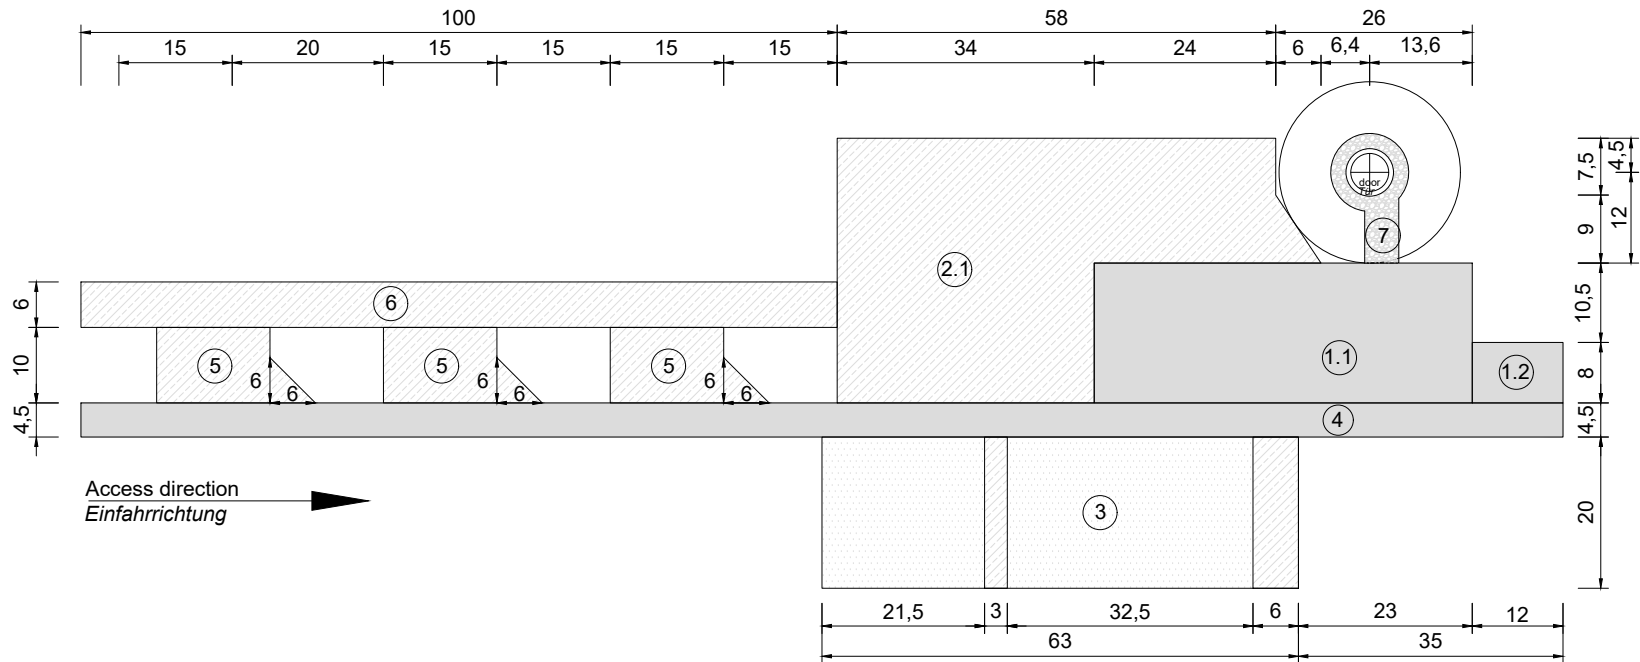 100 58 26
15 20 15 15 15 15 34 24 6 6,4 13,6
7,5 4,5
door
Tür
9 12
7
2.1
6 6 10,5
10 5 6 6 5 6 6 5 6 6 1.1 1.2 8
4,5 4 4,5
Access direction
Einfahrrichtung
3 20
21,5 3 32,5 6 23 12
63 35